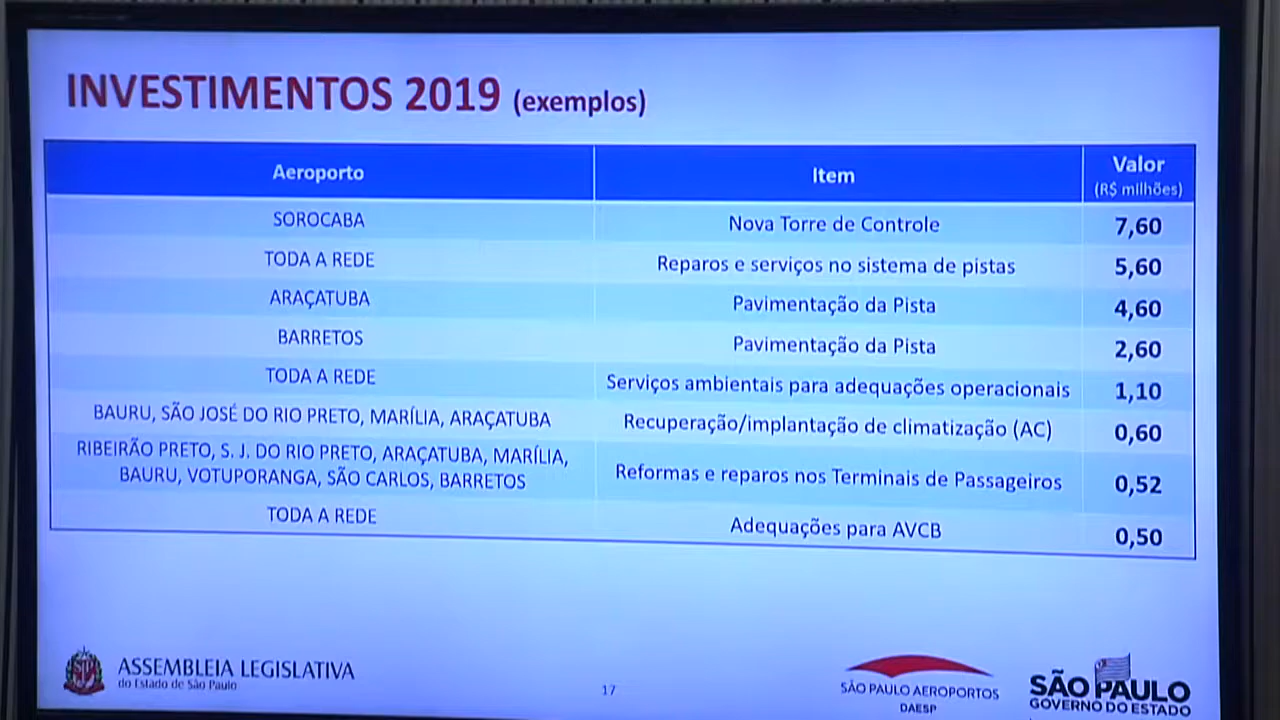 INVESTIMENTOS 2019 (exemplos)
Aeroporto Item Valor
(R$ milhões)
SOROCABA Nova Torre de Controle 7,60
TODA A REDE Reparos e serviços no sistema de pistas 5,60
ARAÇATUBA Pavimentação da Pista 4,60
BARRETOS Pavimentação da Pista 2,60
TODA A REDE Serviços ambientais para adequações operacionais 1,10
BAURU, SÃO JOSÉ DO RIO PRETO, MARÍLIA, ARAÇATUBA Recuperação/implantação de climatização (AC) 0,60
RIBEIRÃO PRETO, S. J. DO RIO PRETO, ARAÇATUBA, MARÍLIA,
BAURU, VOTUPORANGA, SÃO CARLOS, BARRETOS Reformas e reparos nos Terminais de Passageiros 0,52
TODA A REDE Adequações para AVCB 0,50
ASSEMBLEIA LEGISLATIVA
do Estado de São Paulo
17
SÃO PAULO AEROPORTOS
DAESP
SÃO PAULO
GOVERNO DO ESTADO